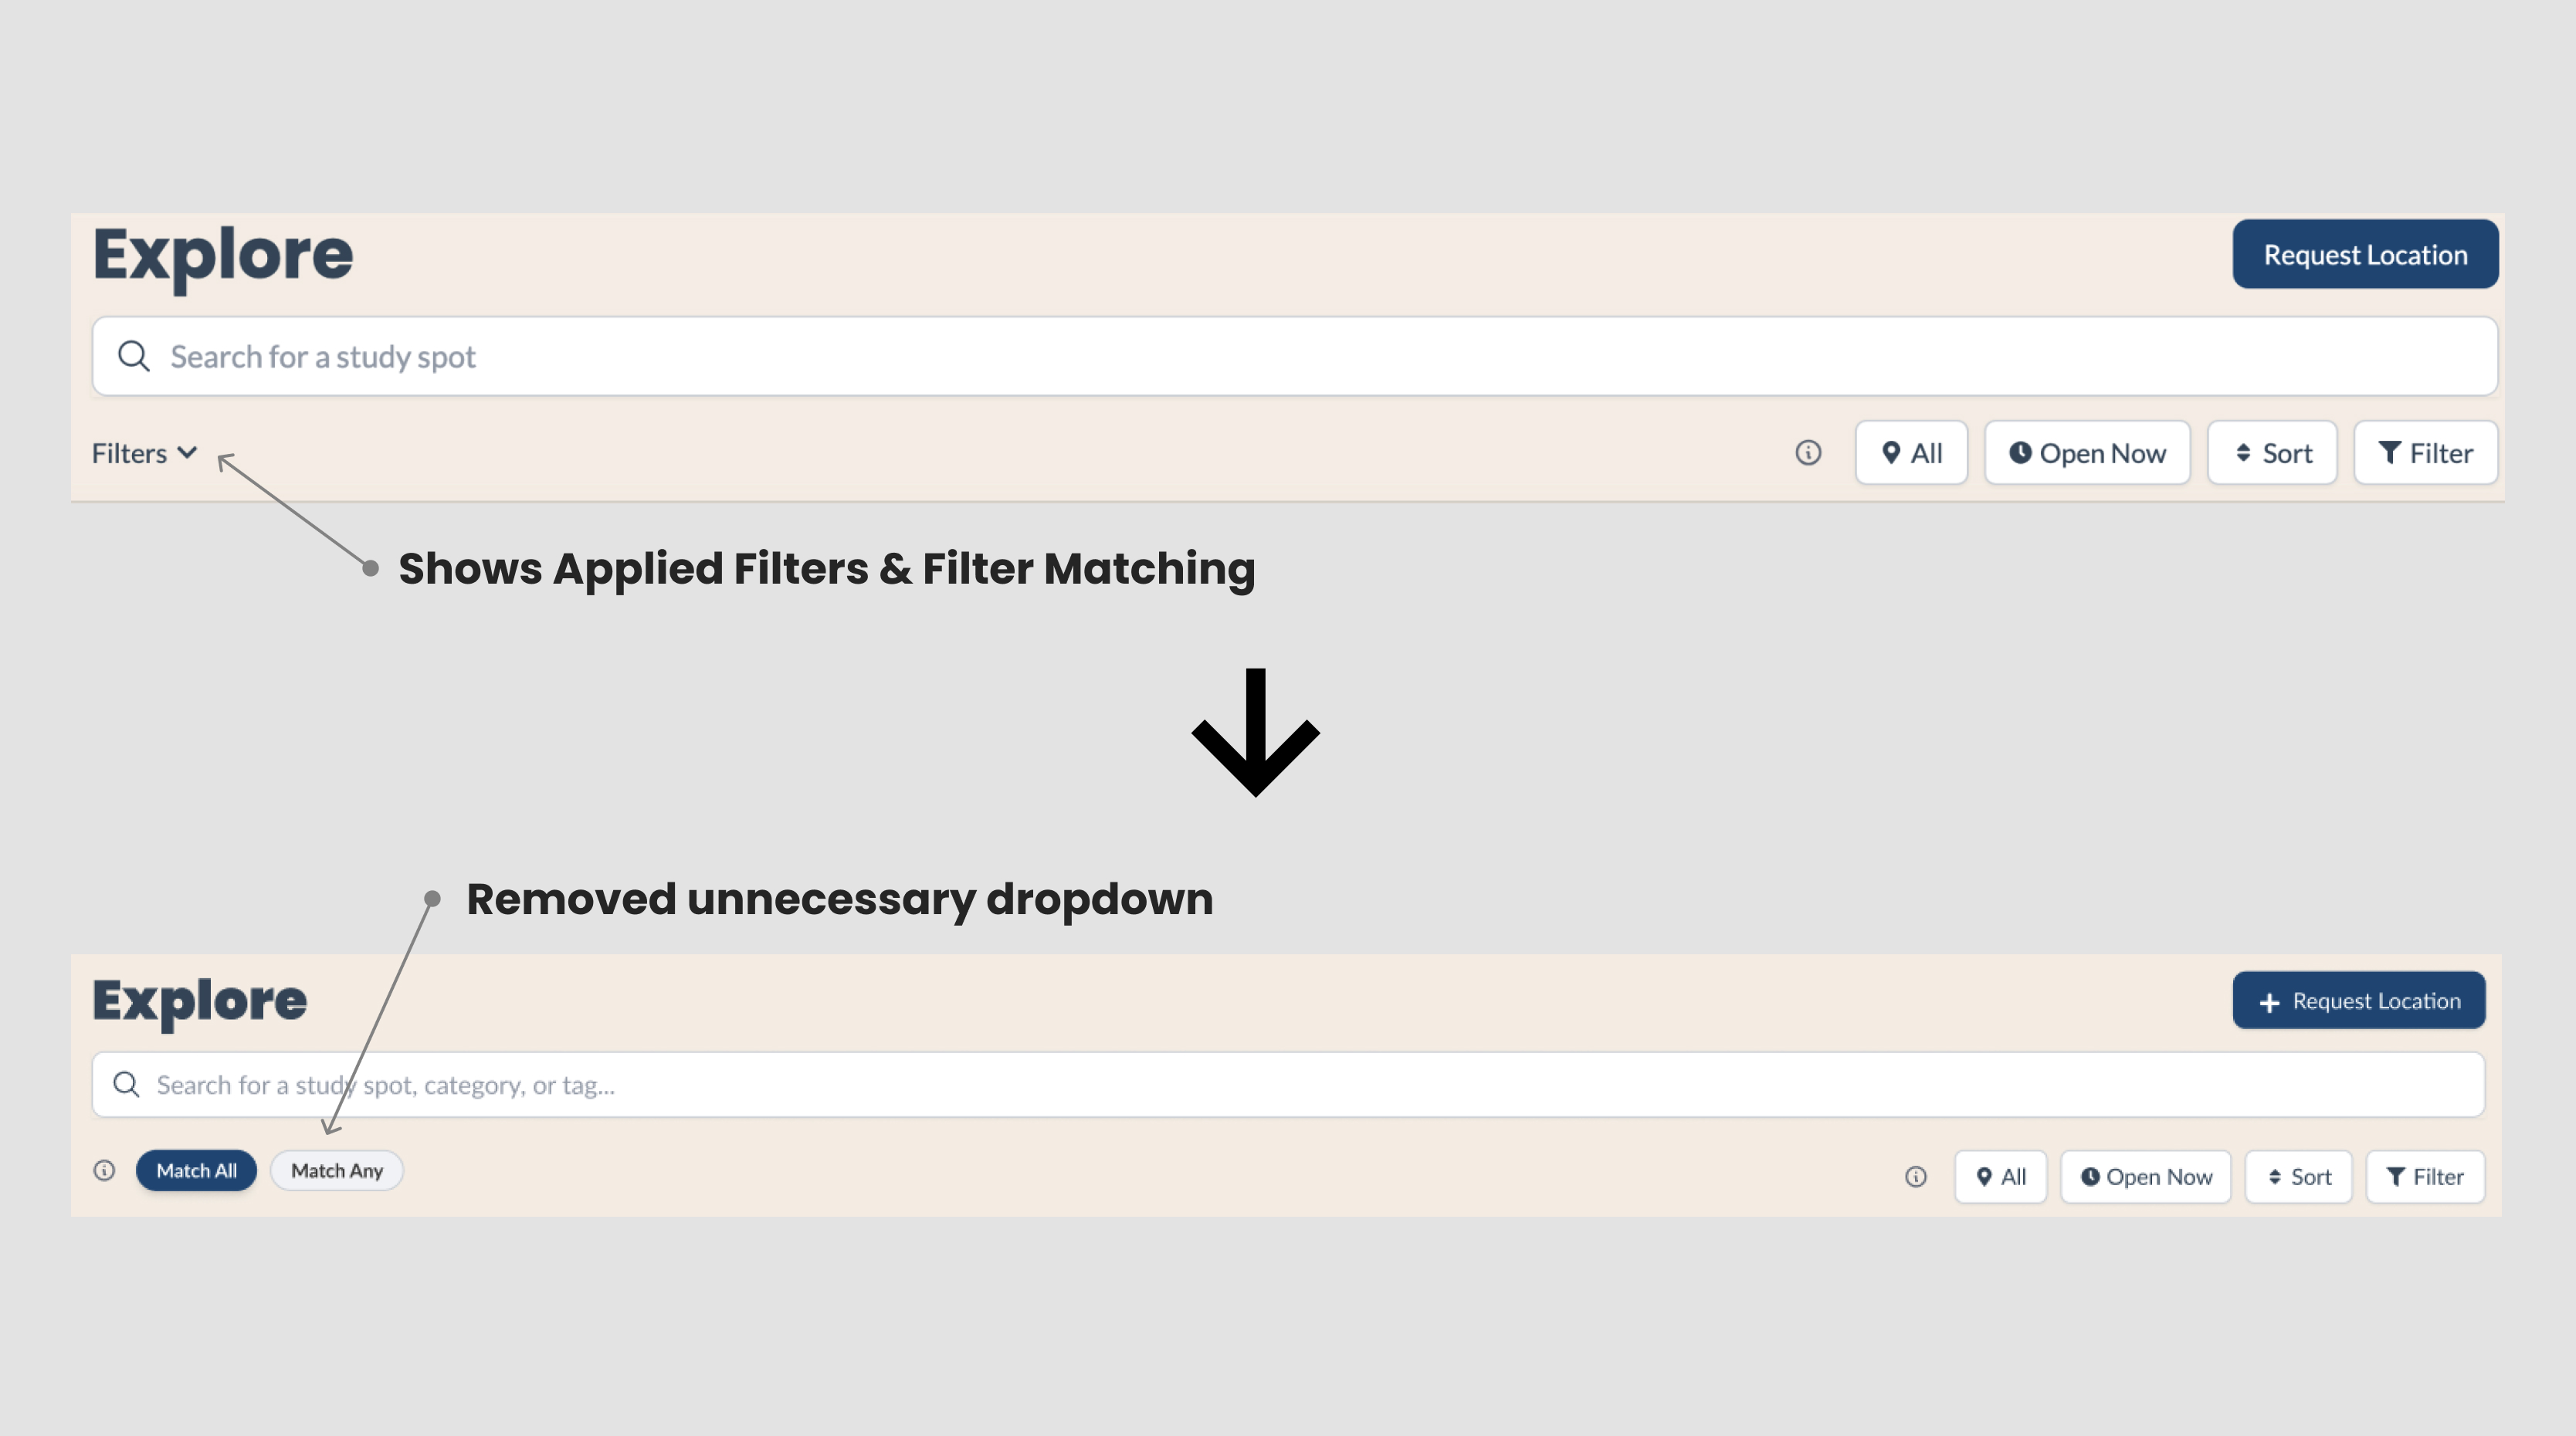 Explore
Request Location
Search for a study spot
Filters
All
Open Now
Sort
Filter
Shows Applied Filters & Filter Matching
Removed unnecessary dropdown
Explore
Request Location
Search for a study spot, category, or tag...
Match All
Match Any
All
Open Now
Sort
Filter